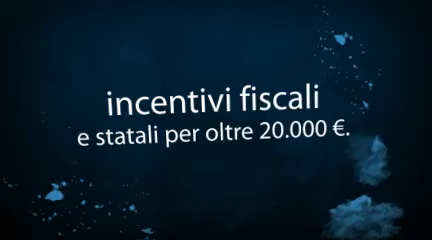 incentivi fiscali
e statali per oltre 20.000 €.